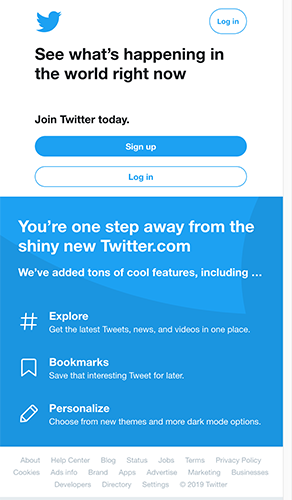 Log in
See what’s happening in
the world right now
Join Twitter today.
Sign up
Log in
You’re one step away from the
shiny new Twitter.com
We’ve added tons of cool features, including ...
Explore
Get the latest Tweets, news, and videos in one place.
Bookmarks
Save that interesting Tweet for later.
Personalize
Choose from new themes and more dark mode options.
About Help Center Blog Status Jobs Terms Privacy Policy
Cookies Ads info Brand Apps Advertise Marketing Businesses
Developers Directory Settings © 2019 Twitter